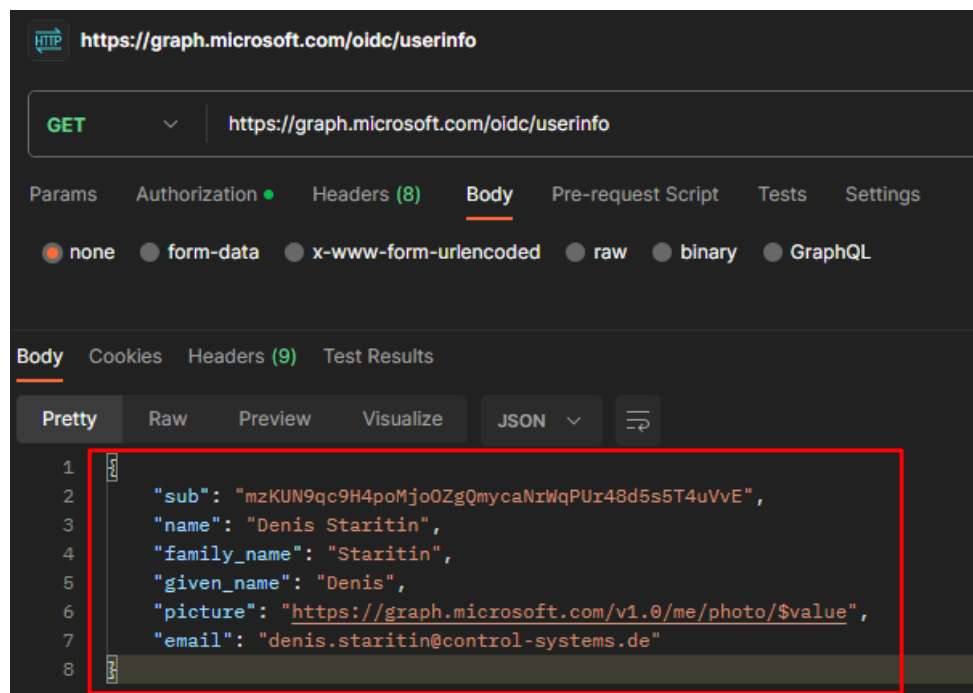 HTTP https://graph.microsoft.com/oidc/userinfo
GET https://graph.microsoft.com/oidc/userinfo
Params Authorization Headers (8) Body Pre-request Script Tests Settings
none form-data x-www-form-urlencoded raw binary GraphQL
Body Cookies Headers (9) Test Results
Pretty Raw Preview Visualize JSON
1 {
2 "sub": "mzKUN9qc9H4poMjoOZgQmycaNrWqPUr48d5s5T4uVvE",
3 "name": "Denis Staritin",
4 "family_name": "Staritin",
5 "given_name": "Denis",
6 "picture": "https://graph.microsoft.com/v1.0/me/photo/$value",
7 "email": "denis.staritin@control-systems.de"
8 }